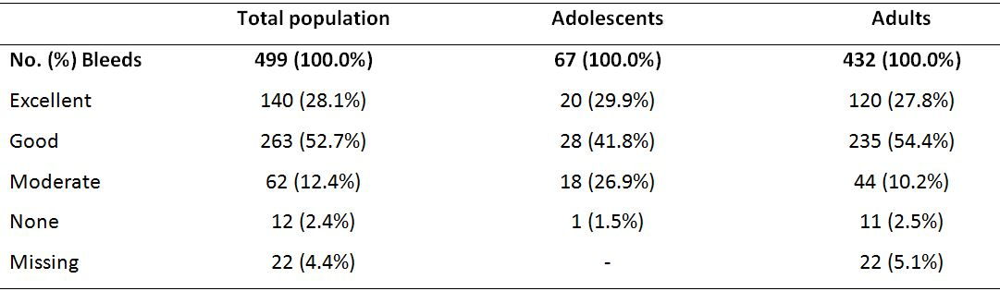 Total population Adolescents Adults
No. (%) Bleeds 499 (100.0%) 67 (100.0%) 432 (100.0%)
Excellent 140 (28.1%) 20 (29.9%) 120 (27.8%)
Good 263 (52.7%) 28 (41.8%) 235 (54.4%)
Moderate 62 (12.4%) 18 (26.9%) 44 (10.2%)
None 12 (2.4%) 1 (1.5%) 11 (2.5%)
Missing 22 (4.4%) - 22 (5.1%)